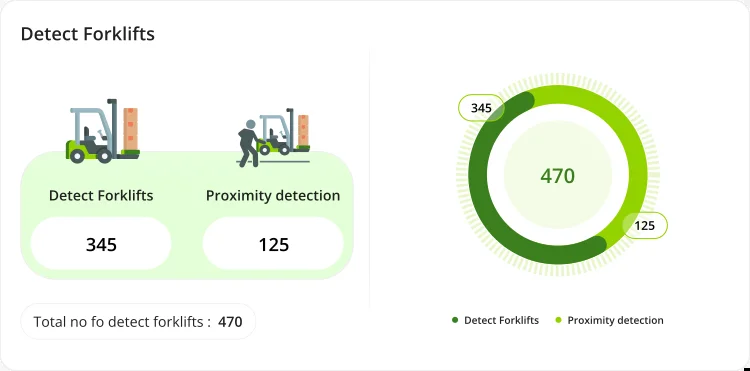 Detect Forklifts
Detect Forklifts
Proximity detection
345
125
Total no fo detect forklifts : 470
345
470
125
Detect Forklifts
Proximity detection